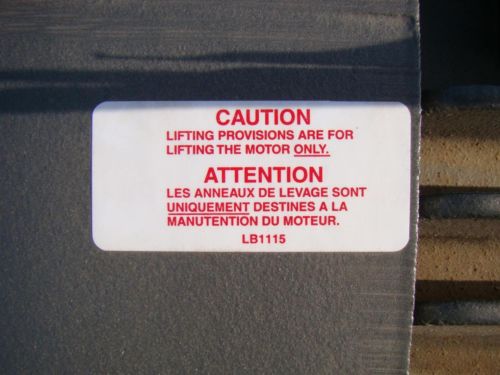 CAUTION
LIFTING PROVISIONS ARE FOR
LIFTING THE MOTOR ONLY.
ATTENTION
LES ANNEAUX DE LEVAGE SONT
UNIQUEMENT DESTINES A LA
MANUTENTION DU MOTEUR.
LB1115